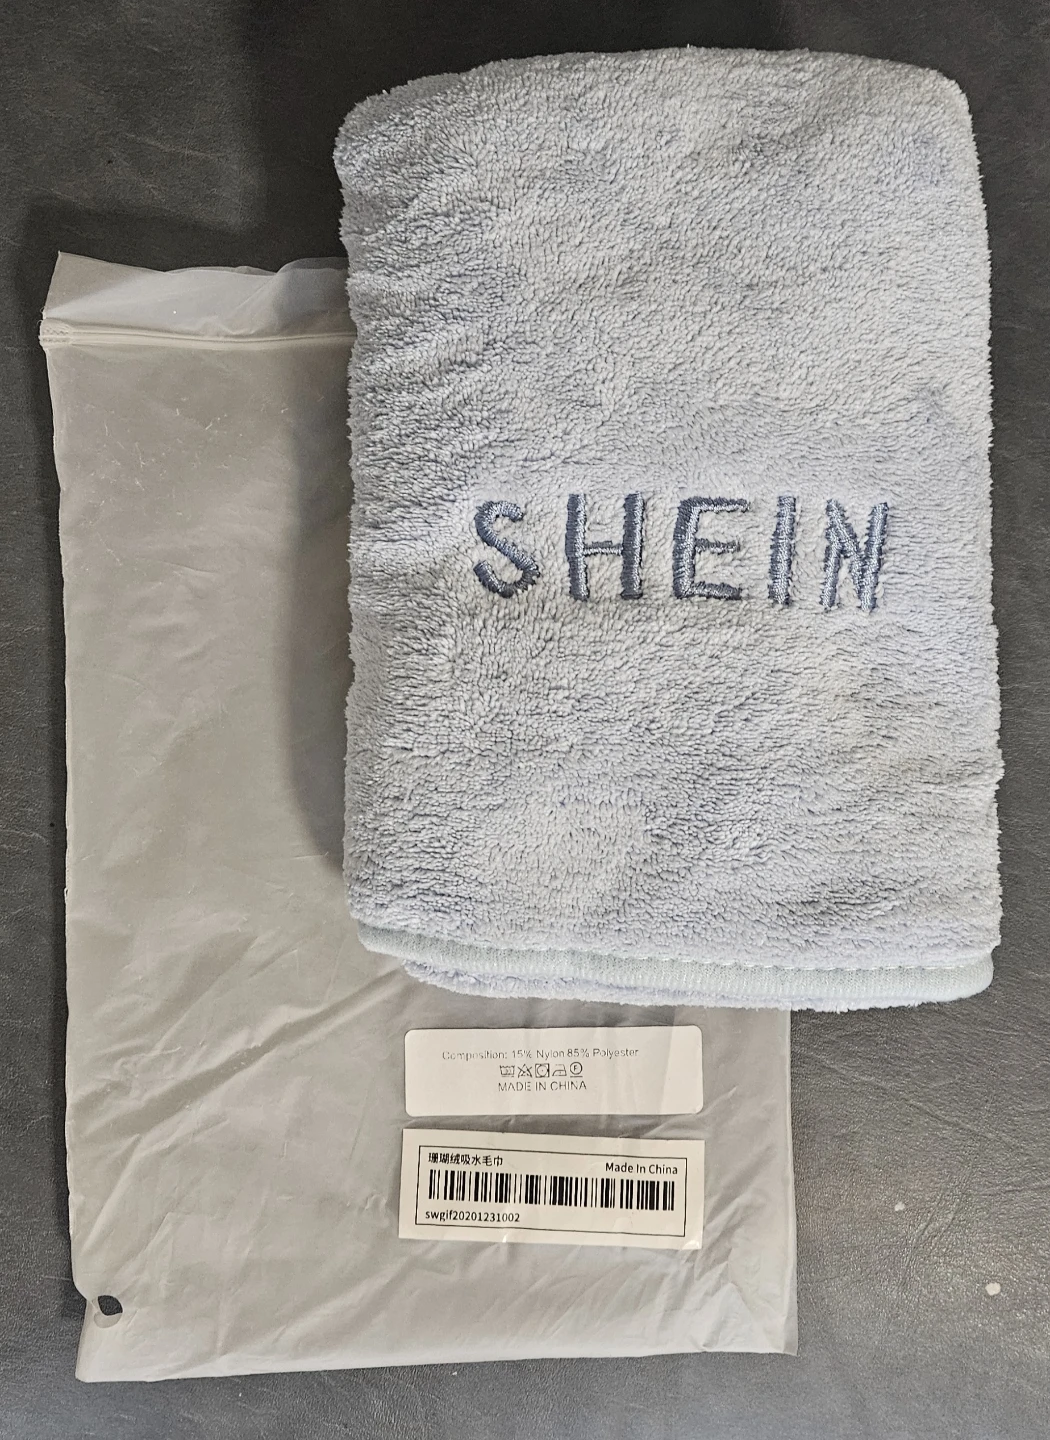 SHEIN
Composition: 15% Nylon 85% Polyester
MADE IN CHINA
珊瑚绒吸水毛巾
Made In China
swgif20201231002